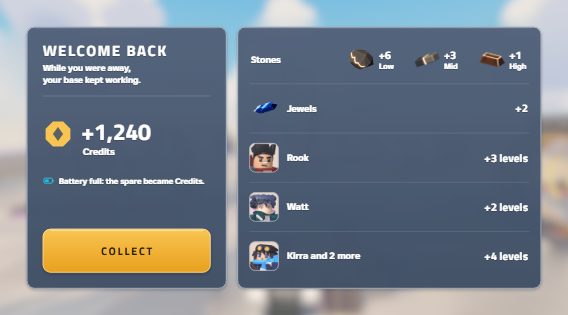 WELCOME BACK
While you were away,
your base kept working.
+1,240
Credits
Battery full: the spare became Credits.
COLLECT
Stones
+6
Low
+3
Mid
+1
High
Jewels
+2
Rook
+3 levels
Watt
+2 levels
Kirra and 2 more
+4 levels